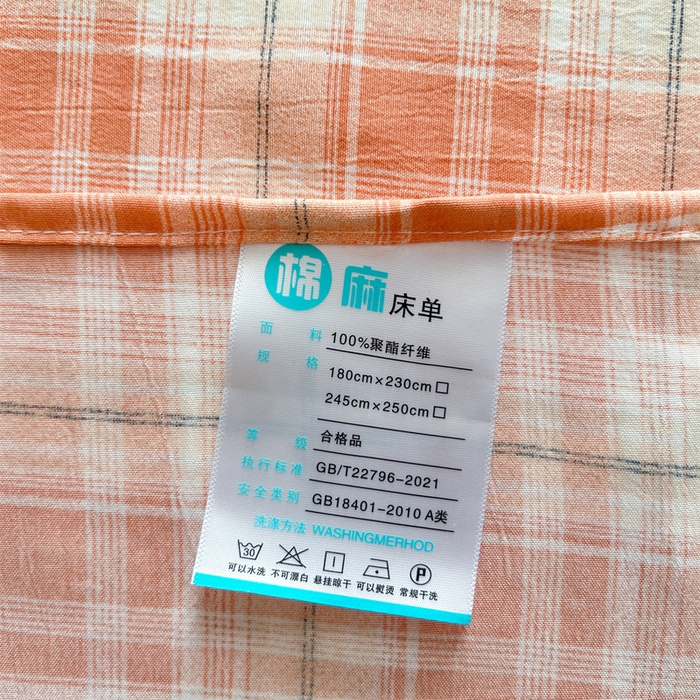 棉 麻 床单
面 料 100%聚酯纤维
规 格 180cm×230cm□
245cm×250cm□
等 级 合格品
执行标准 GB/T22796-2021
安全类别 GB18401-2010 A类
洗涤方法 WASHINGMERHOD
30 P
可以水洗 不可漂白 悬挂晾干 可以熨烫 常规干洗